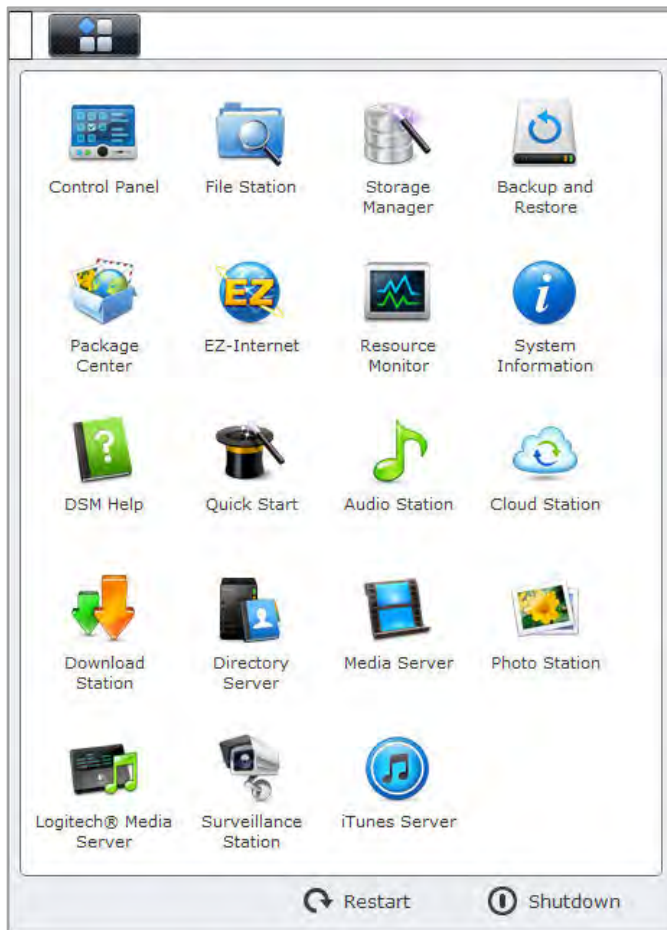 Control Panel
File Station
Storage
Manager
Backup and
Restore
EZ
Package
Center
EZ-Internet
Resource
Monitor
System
Information
DSM Help
Quick Start
Audio Station
Cloud Station
Download
Station
Directory
Server
Media Server
Photo Station
Logitech® Media
Server
Surveillance
Station
iTunes Server
Restart
Shutdown